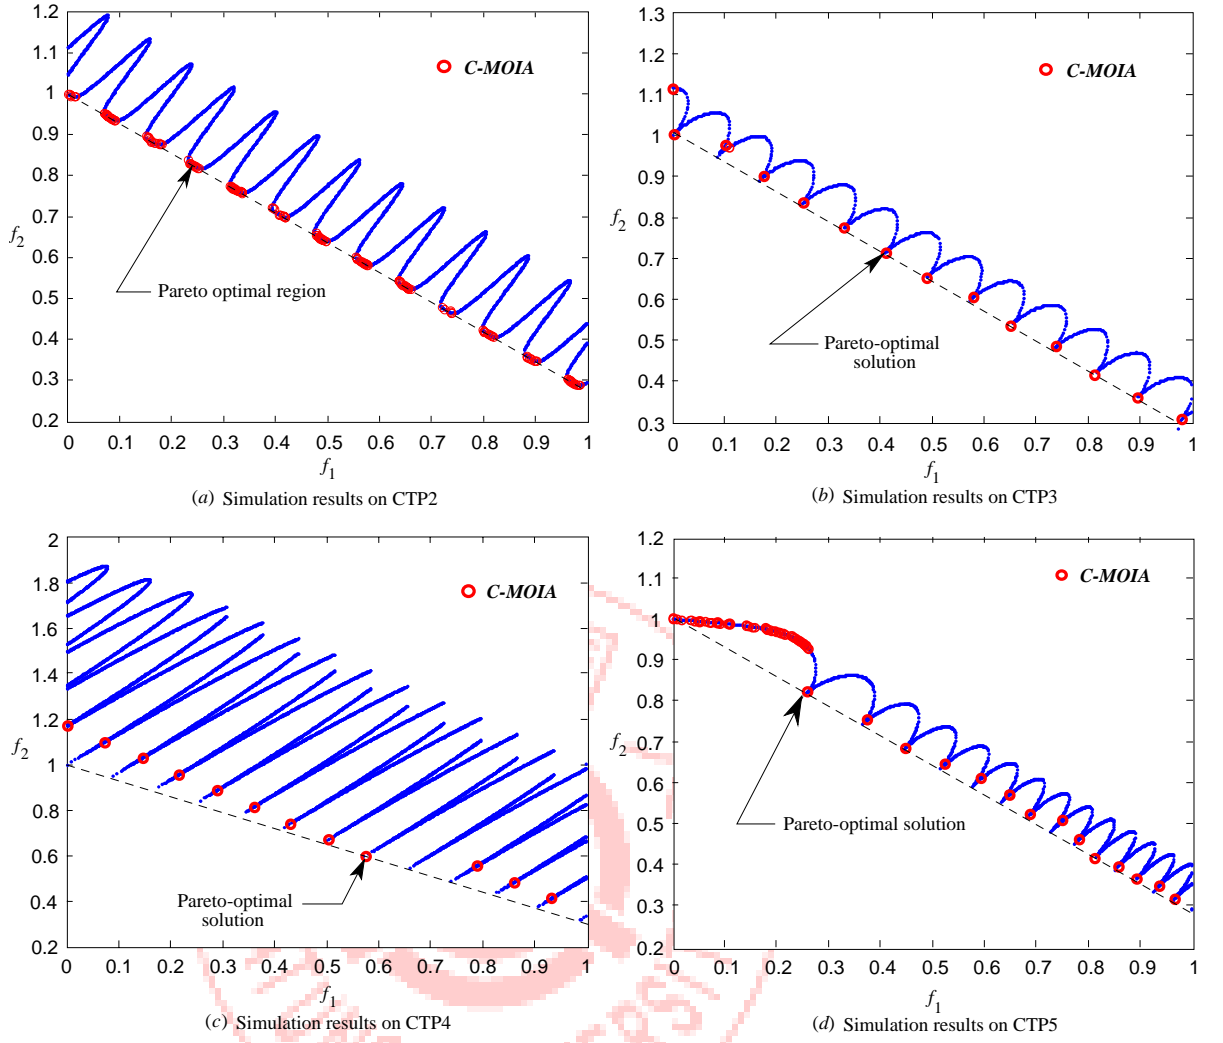 1.2
1.1
1
0.9
0.8
0.7
0.6
0.5
0.4
0.3
0.2
f2
C-MOIA
Pareto optimal region
0 0.1 0.2 0.3 0.4 0.5 0.6 0.7 0.8 0.9 1
f1
(a) Simulation results on CTP2
1.3
1.2
1.1
1
0.9
0.8
0.7
0.6
0.5
0.4
0.3
f2
C-MOIA
Pareto-optimal
solution
0 0.1 0.2 0.3 0.4 0.5 0.6 0.7 0.8 0.9 1
f1
(b) Simulation results on CTP3
2
1.8
1.6
1.4
1.2
1
0.8
0.6
0.4
0.2
f2
C-MOIA
Pareto-optimal
solution
0 0.1 0.2 0.3 0.4 0.5 0.6 0.7 0.8 0.9 1
f1
(c) Simulation results on CTP4
1.2
1.1
1
0.9
0.8
0.7
0.6
0.5
0.4
0.3
0.2
f2
C-MOIA
Pareto-optimal solution
0 0.1 0.2 0.3 0.4 0.5 0.6 0.7 0.8 0.9 1
f1
(d) Simulation results on CTP5